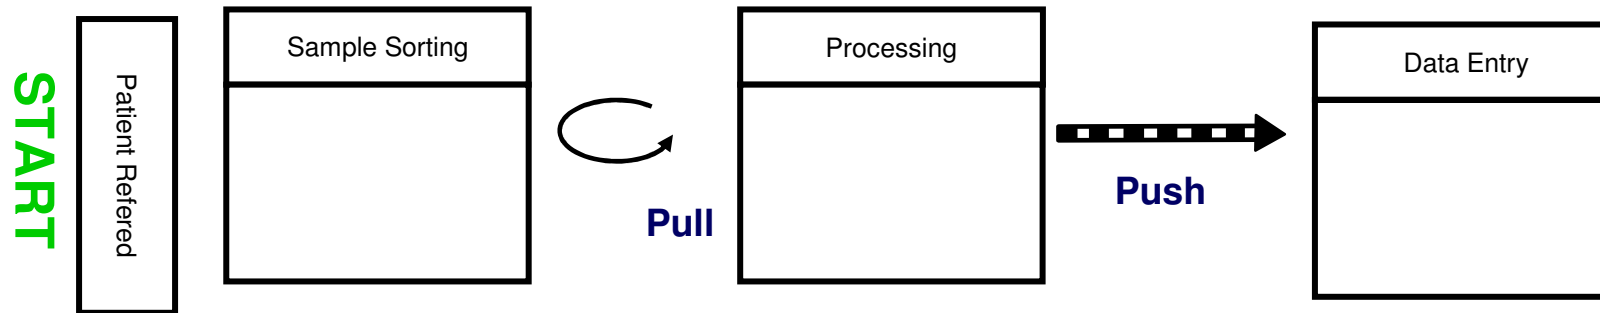 START
Patient Refered
Sample Sorting
Pull
Processing
Push
Data Entry